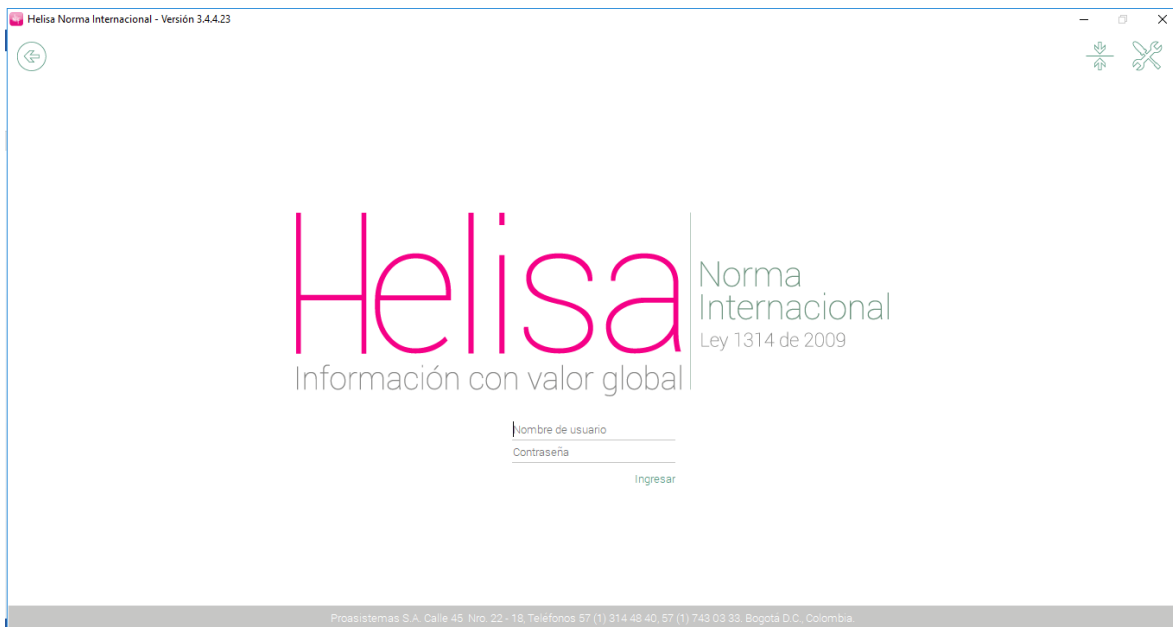 Helisa Norma Internacional - Versión 3.4.4.23
Helisa
Norma
Internacional
Ley 1314 de 2009
Información con valor global
Nombre de usuario
Contraseña
Ingresar
Proasistemas S.A. Calle 45 Nro. 22 - 18, Teléfonos 57 (1) 314 48 40, 57 (1) 743 03 33. Bogotá D.C., Colombia.